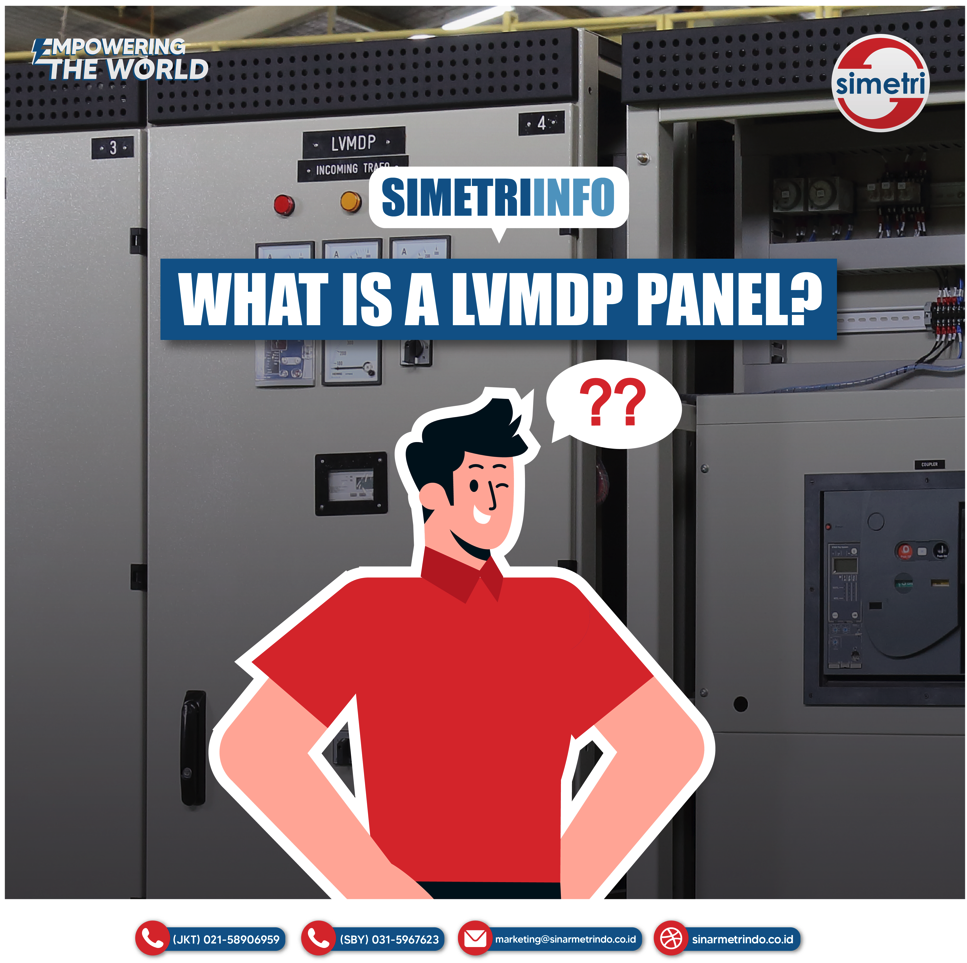 EMPOWERING
THE WORLD
simetri
3
4
LVMDP
INCOMING TRAFO
SIMETRIINFO
WHAT IS A LVMDP PANEL?
??
COUPLER
(JKT) 021-58906959
(SBY) 031-5967623
marketing@sinarmetrindo.co.id
sinarmetrindo.co.id